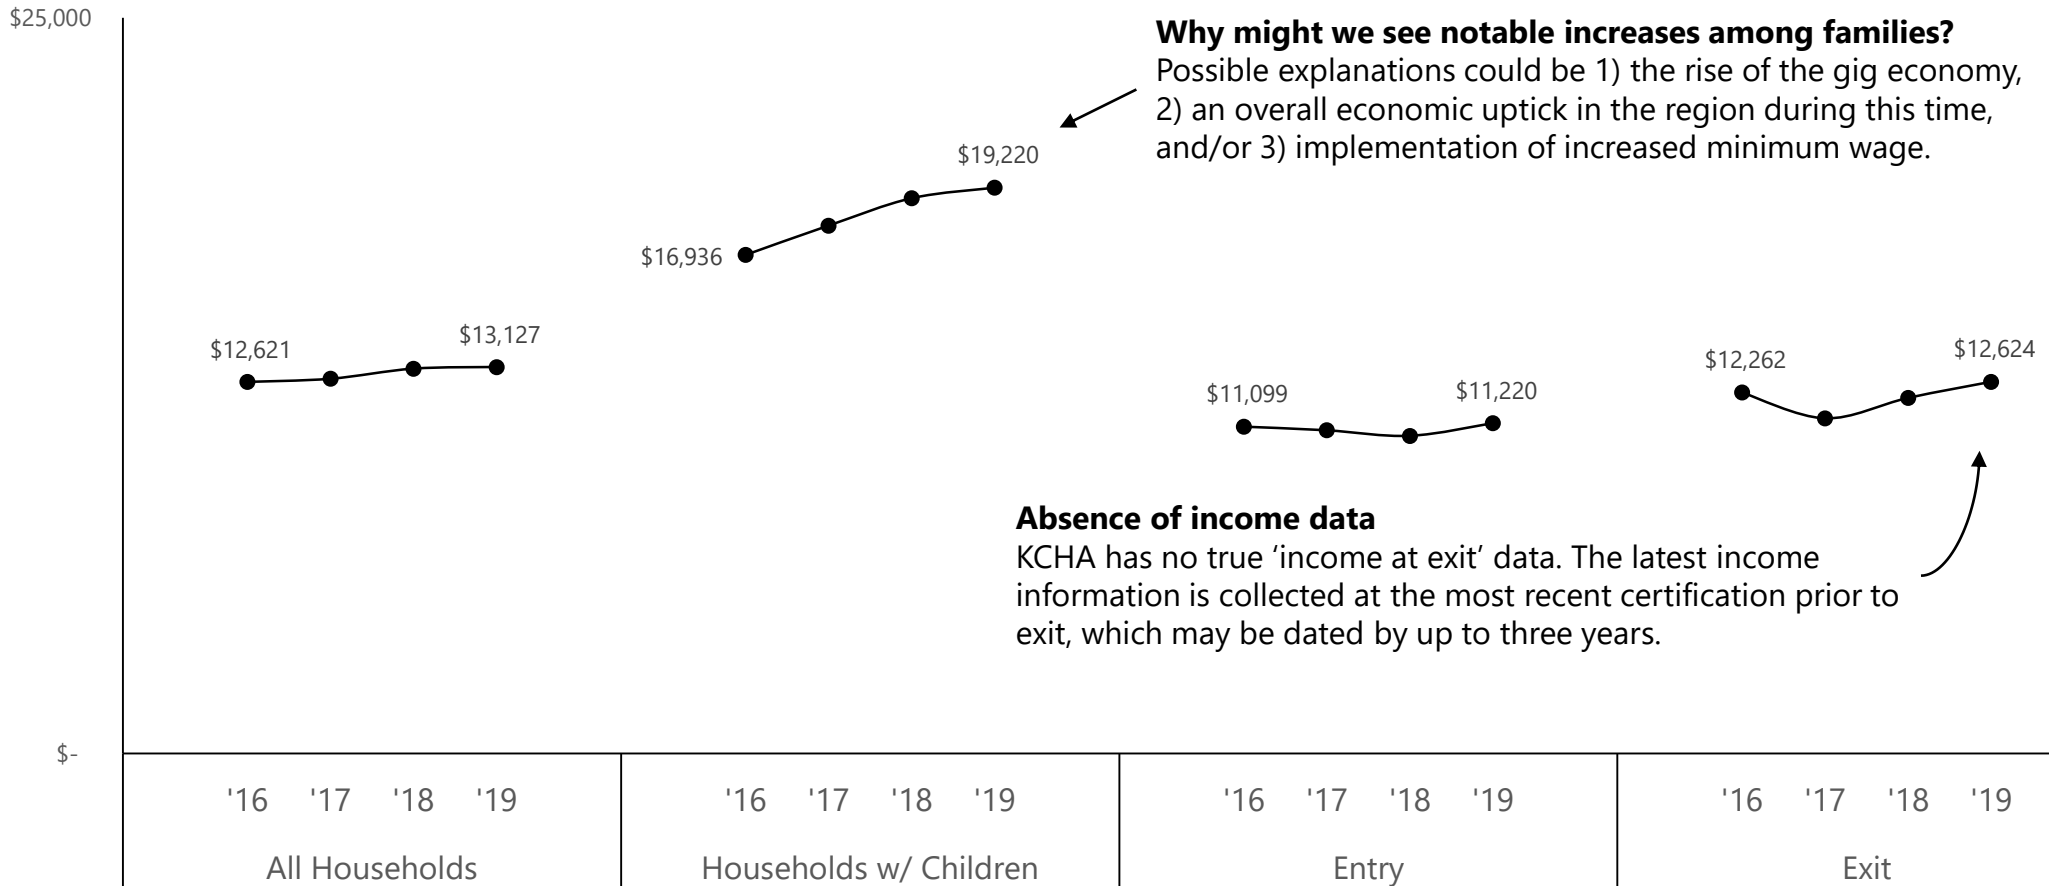 $25,000
Why might we see notable increases among families?
Possible explanations could be 1) the rise of the gig economy,
2) an overall economic uptick in the region during this time,
and/or 3) implementation of increased minimum wage.
$19,220
$16,936
$12,621
$13,127
$11,099
$11,220
$12,262
$12,624
Absence of income data
KCHA has no true ‘income at exit’ data. The latest income
information is collected at the most recent certification prior to
exit, which may be dated by up to three years.
$-
'16 '17 '18 '19 '16 '17 '18 '19 '16 '17 '18 '19 '16 '17 '18 '19
All Households Households w/ Children Entry Exit